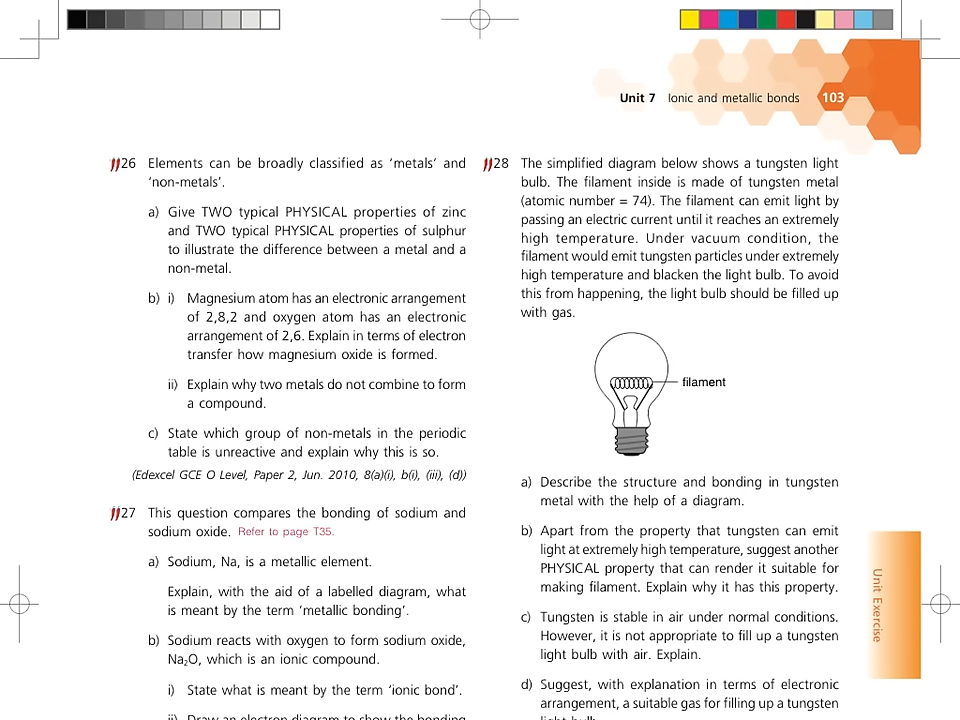 Unit 7 Ionic and metallic bonds 103
26 Elements can be broadly classified as ‘metals’ and
‘non-metals’.
a) Give TWO typical PHYSICAL properties of zinc
and TWO typical PHYSICAL properties of sulphur
to illustrate the difference between a metal and a
non-metal.
b) i) Magnesium atom has an electronic arrangement
of 2,8,2 and oxygen atom has an electronic
arrangement of 2,6. Explain in terms of electron
transfer how magnesium oxide is formed.
ii) Explain why two metals do not combine to form
a compound.
c) State which group of non-metals in the periodic
table is unreactive and explain why this is so.
(Edexcel GCE O Level, Paper 2, Jun. 2010, 8(a)(i), b(i), (iii), (d))
27 This question compares the bonding of sodium and
sodium oxide. Refer to page T35.
a) Sodium, Na, is a metallic element.
Explain, with the aid of a labelled diagram, what
is meant by the term ‘metallic bonding’.
b) Sodium reacts with oxygen to form sodium oxide,
Na₂O, which is an ionic compound.
i) State what is meant by the term ‘ionic bond’.
ii) Draw an electron diagram to show the bonding
28 The simplified diagram below shows a tungsten light
bulb. The filament inside is made of tungsten metal
(atomic number = 74). The filament can emit light by
passing an electric current until it reaches an extremely
high temperature. Under vacuum condition, the
filament would emit tungsten particles under extremely
high temperature and blacken the light bulb. To avoid
this from happening, the light bulb should be filled up
with gas.
filament
a) Describe the structure and bonding in tungsten
metal with the help of a diagram.
b) Apart from the property that tungsten can emit
light at extremely high temperature, suggest another
PHYSICAL property that can render it suitable for
making filament. Explain why it has this property.
c) Tungsten is stable in air under normal conditions.
However, it is not appropriate to fill up a tungsten
light bulb with air. Explain.
d) Suggest, with explanation in terms of electronic
arrangement, a suitable gas for filling up a tungsten
light bulb.
Unit Exercise